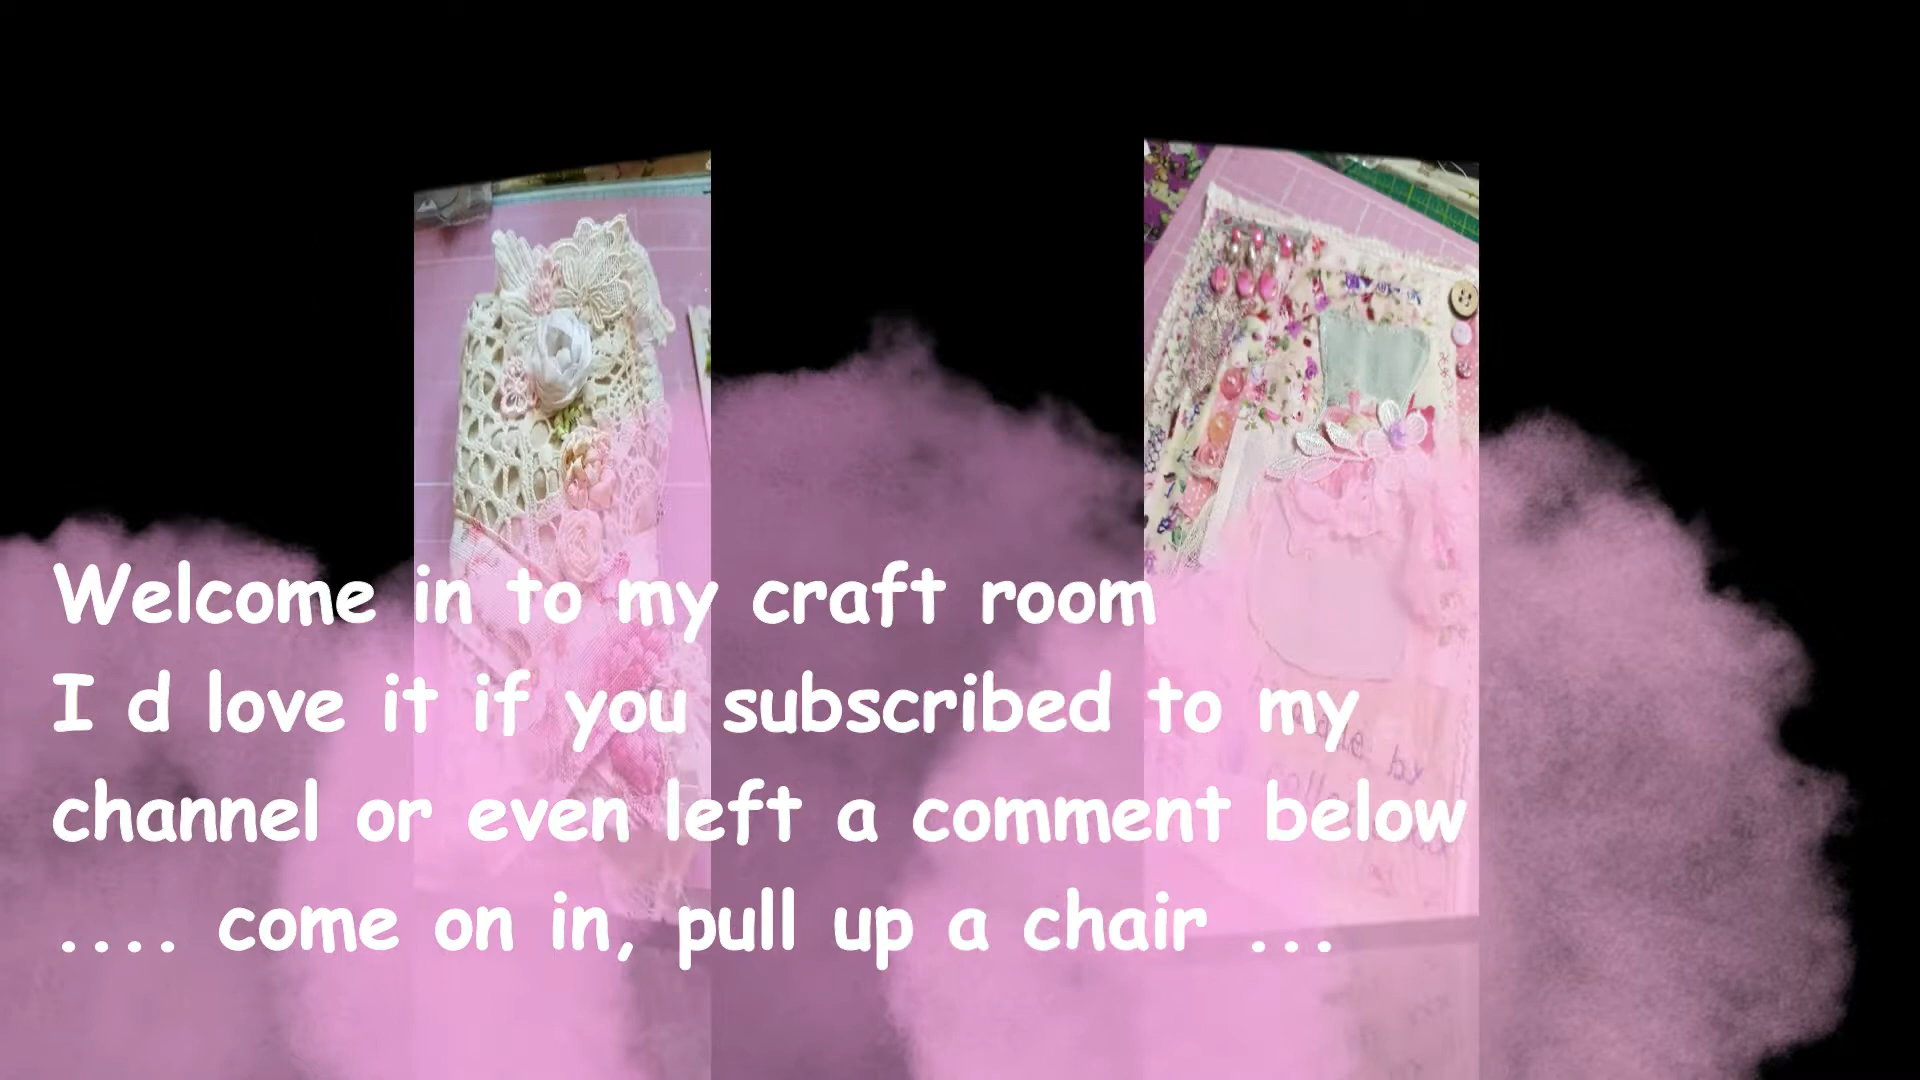 Welcome in to my craft room
I d love it if you subscribed to my
channel or even left a comment below
.... come on in, pull up a chair ...